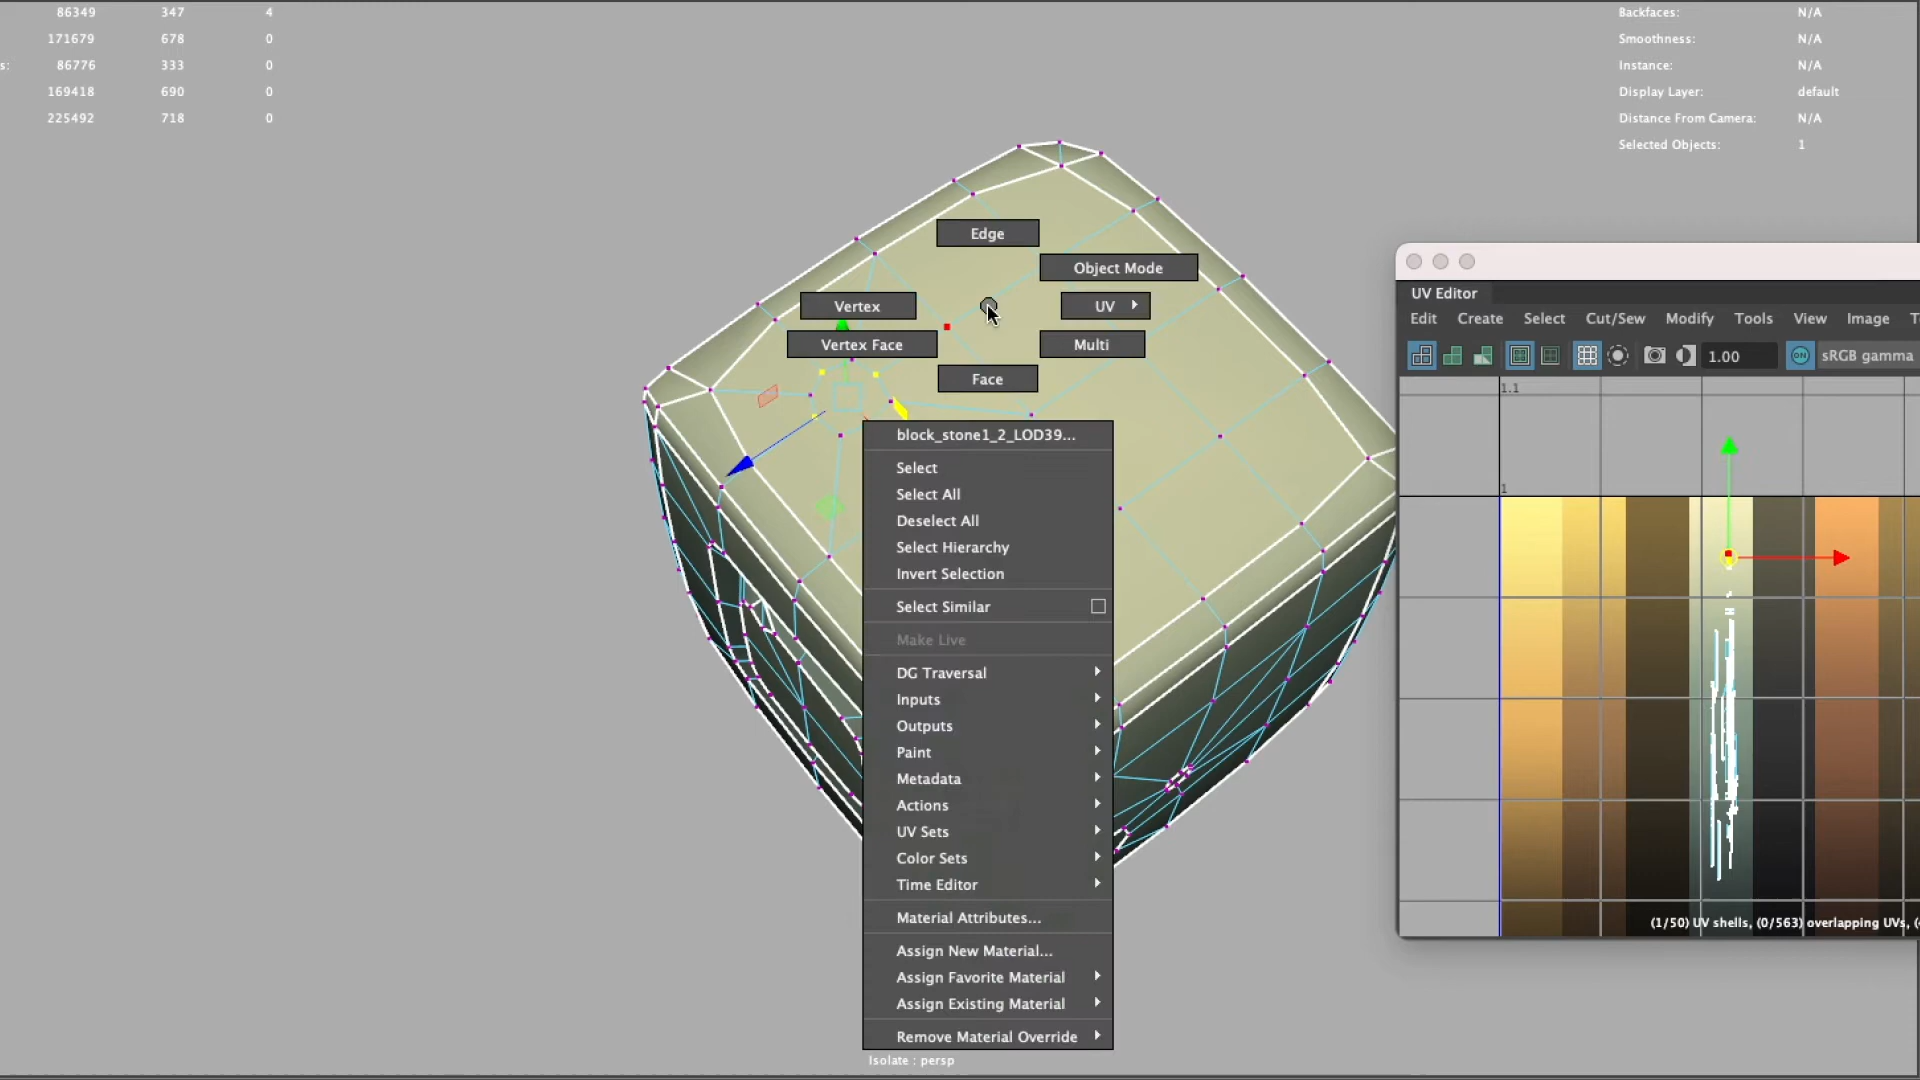 86349 347 4
171679 678 0
s: 86776 333 0
169418 690 0
225492 718 0
Backfaces: N/A
Smoothness: N/A
Instance: N/A
Display Layer: default
Distance From Camera: N/A
Selected Objects: 1
Edge
Object Mode
Vertex
UV
Vertex Face
Multi
Face
block_stone1_2_LOD39...
Select
Select All
Deselect All
Select Hierarchy
Invert Selection
Select Similar
Make Live
DG Traversal
Inputs
Outputs
Paint
Metadata
Actions
UV Sets
Color Sets
Time Editor
Material Attributes...
Assign New Material...
Assign Favorite Material
Assign Existing Material
Remove Material Override
Isolate : persp
UV Editor
Edit Create Select Cut/Sew Modify Tools View Image T
1.00 ON sRGB gamma
1.1
1
(1/50) UV shells, (0/563) overlapping UVs, (